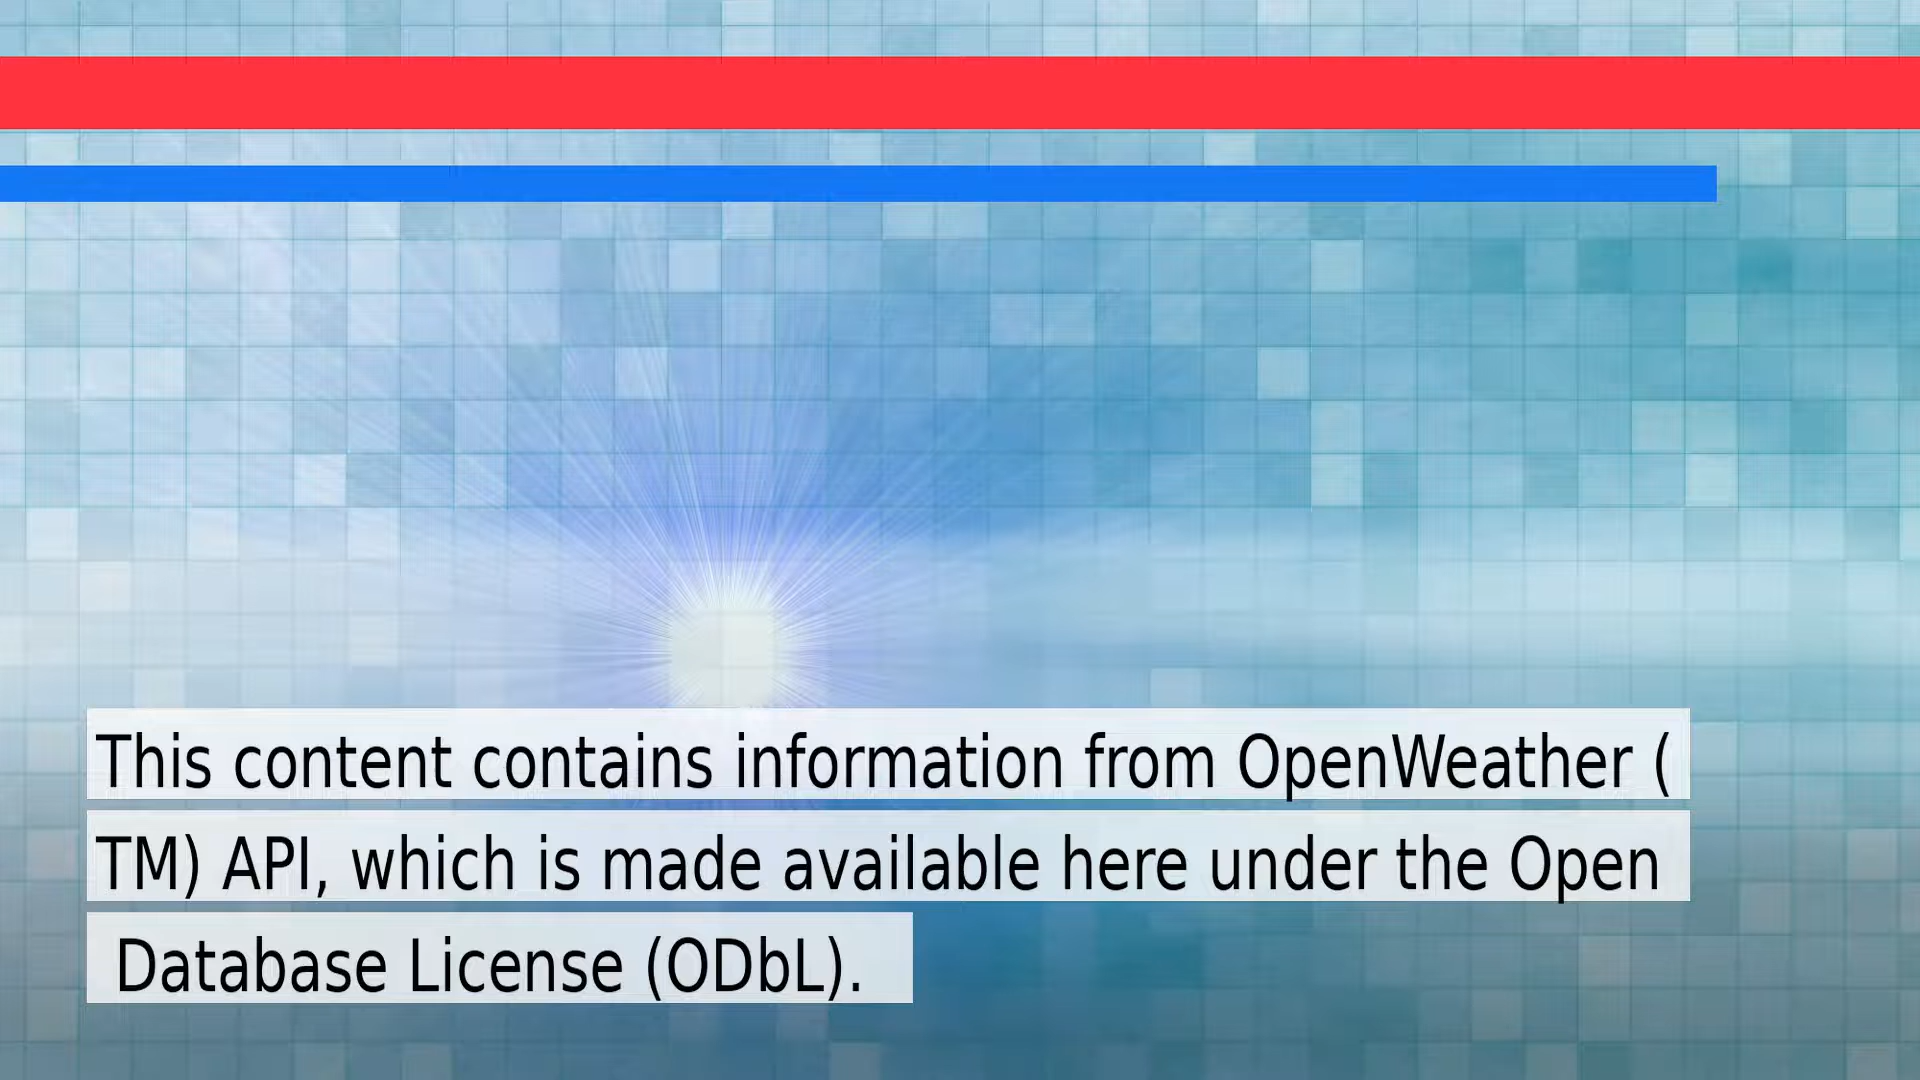 This content contains information from OpenWeather (
TM) API, which is made available here under the Open
Database License (ODbL).